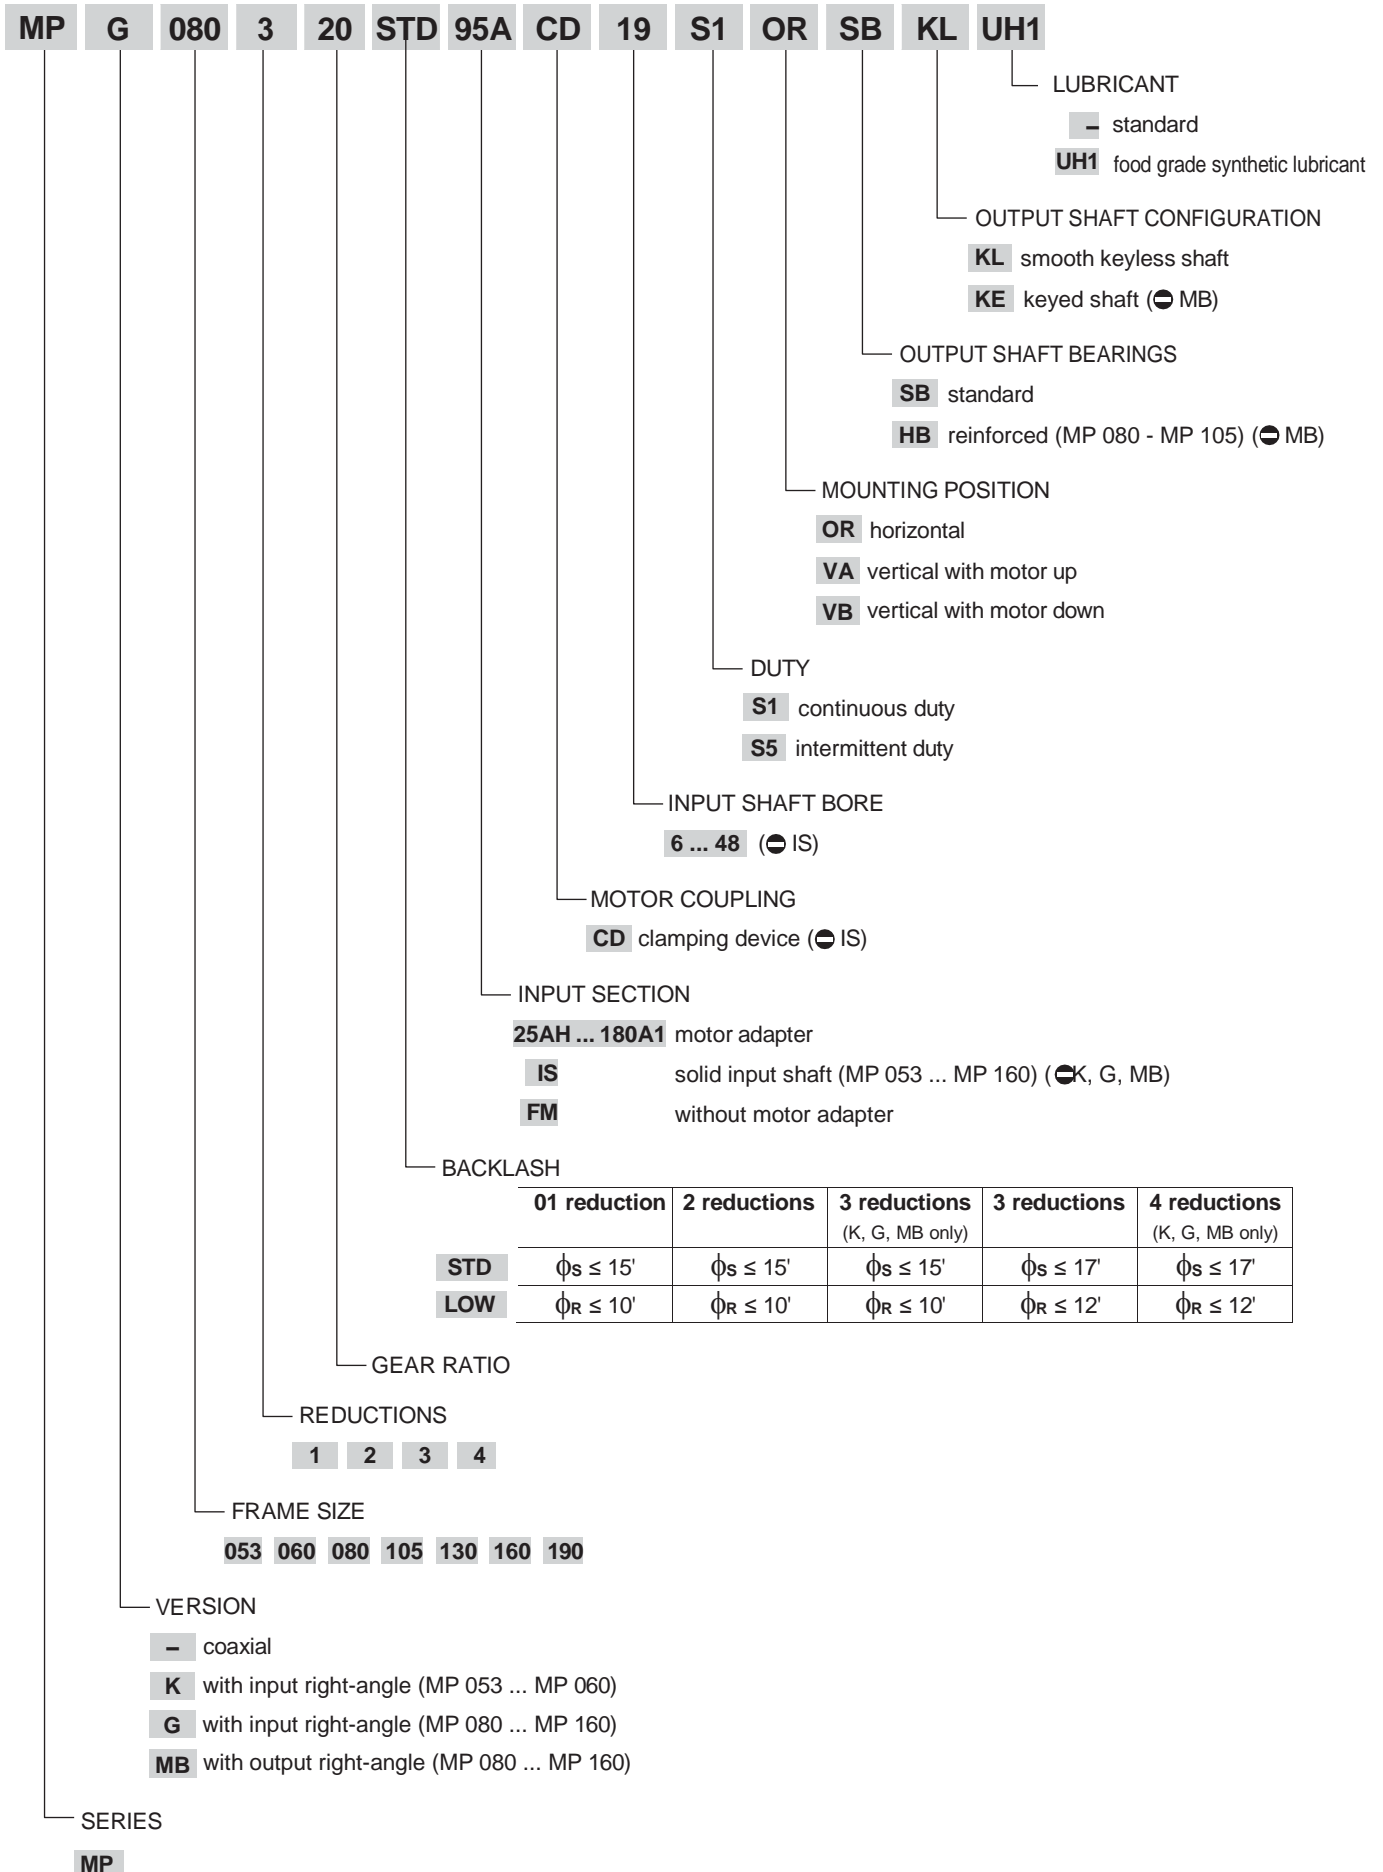 MP G 080 3 20 STD 95A CD 19 S1 OR SB KL UH1
LUBRICANT
– standard
UH1 food grade synthetic lubricant
OUTPUT SHAFT CONFIGURATION
KL smooth keyless shaft
KE keyed shaft (⛔ MB)
OUTPUT SHAFT BEARINGS
SB standard
HB reinforced (MP 080 - MP 105) (⛔ MB)
MOUNTING POSITION
OR horizontal
VA vertical with motor up
VB vertical with motor down
DUTY
S1 continuous duty
S5 intermittent duty
INPUT SHAFT BORE
6 ... 48 (⛔ IS)
MOTOR COUPLING
CD clamping device (⛔ IS)
INPUT SECTION
25AH ... 180A1 motor adapter
IS solid input shaft (MP 053 ... MP 160) (⛔ K, G, MB)
FM without motor adapter
BACKLASH
01 reduction 2 reductions 3 reductions 3 reductions 4 reductions
(K, G, MB only) (K, G, MB only)
STD ϕS ≤ 15' ϕS ≤ 15' ϕS ≤ 15' ϕS ≤ 17' ϕS ≤ 17'
LOW ϕR ≤ 10' ϕR ≤ 10' ϕR ≤ 10' ϕR ≤ 12' ϕR ≤ 12'
GEAR RATIO
REDUCTIONS
1 2 3 4
FRAME SIZE
053 060 080 105 130 160 190
VERSION
– coaxial
K with input right-angle (MP 053 ... MP 060)
G with input right-angle (MP 080 ... MP 160)
MB with output right-angle (MP 080 ... MP 160)
SERIES
MP